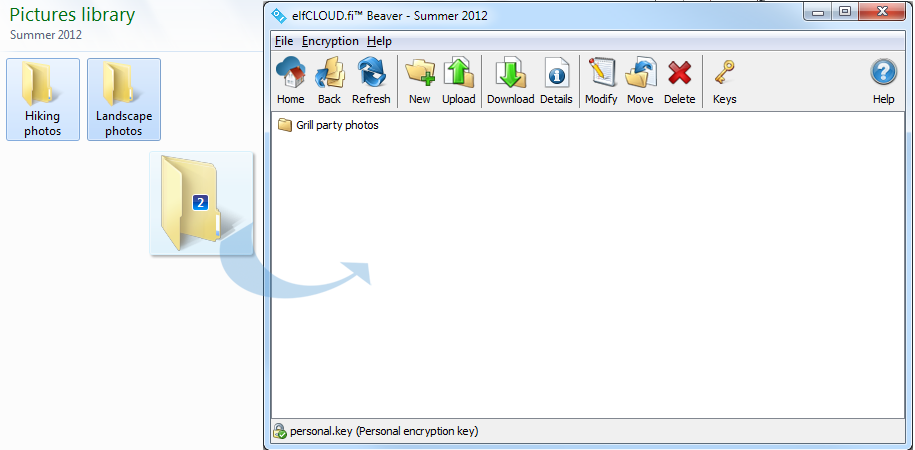 Pictures library
Summer 2012
Hiking
photos
Landscape
photos
2
elfCLOUD.fi™ Beaver - Summer 2012
File Encryption Help
Home Back Refresh New Upload Download Details Modify Move Delete Keys Help
Grill party photos
personal.key (Personal encryption key)